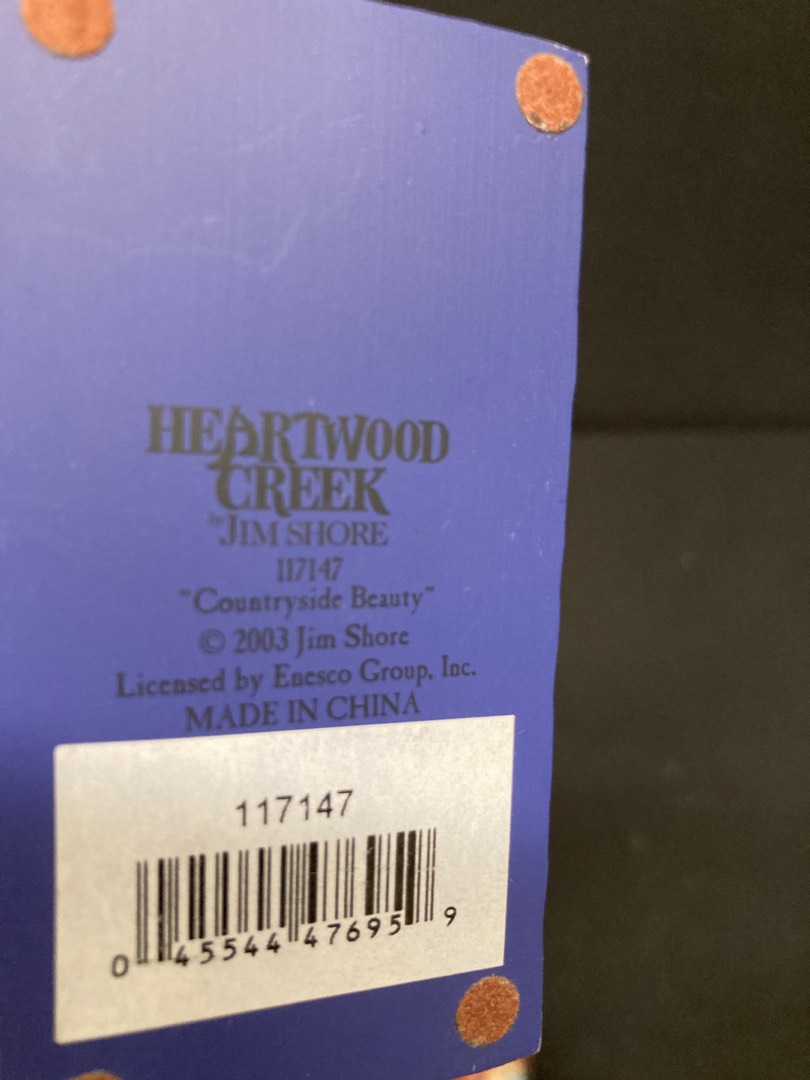 HEARTWOOD
CREEK
by JIM SHORE
117147
"Countryside Beauty"
© 2003 Jim Shore
Licensed by Enesco Group, Inc.
MADE IN CHINA
117147
0 45544 47695 9